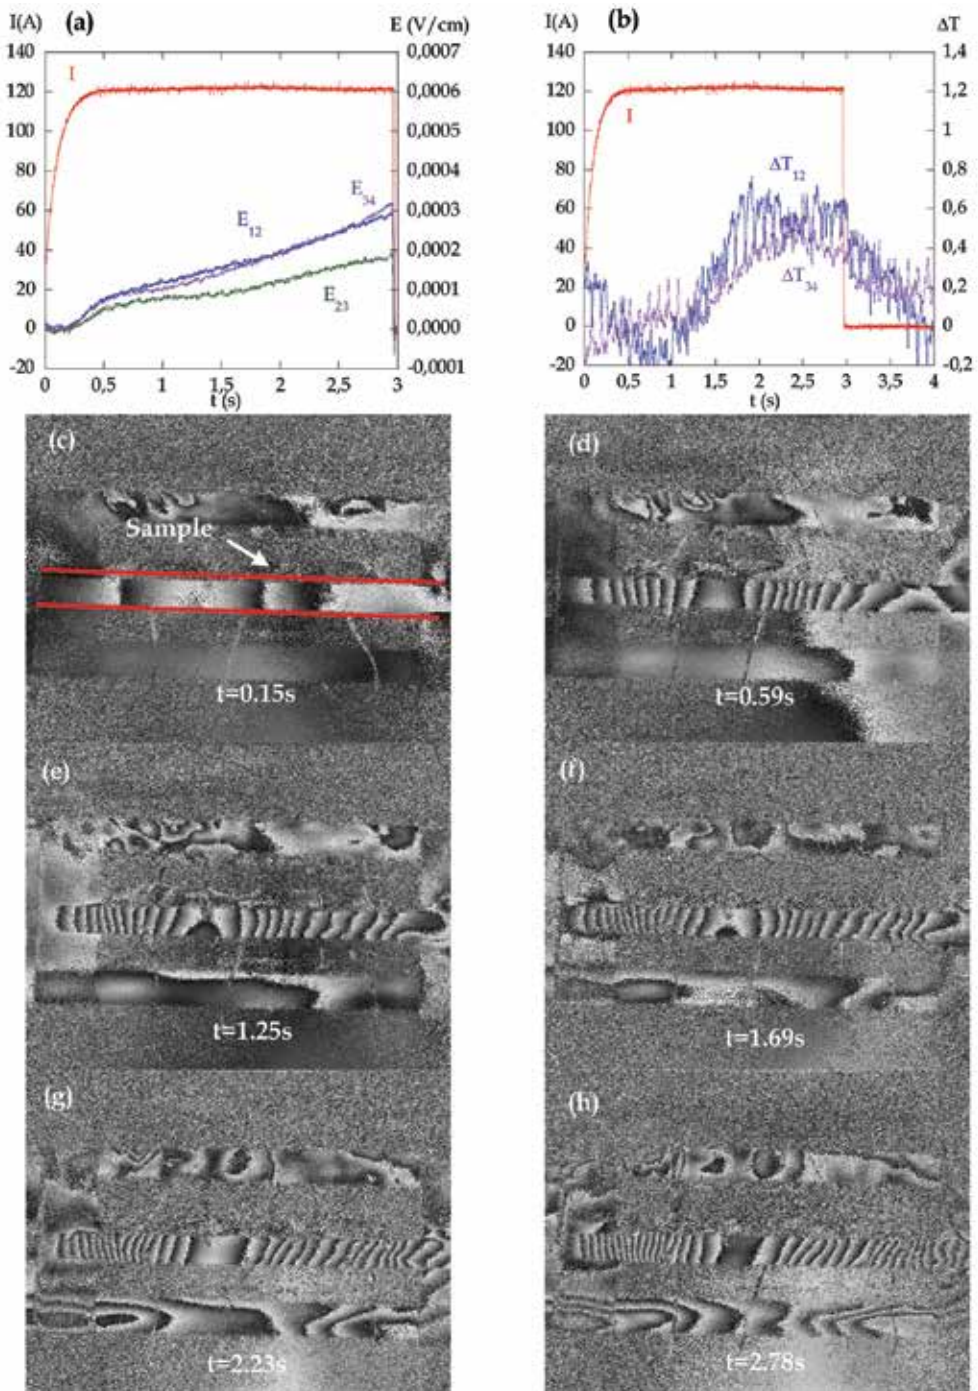 I(A) (a) E (V/cm)
140 0,0007
120 0,0006
100 0,0005
80 0,0004
60 0,0003
40 0,0002
20 0,0001
0 0,0000
-20 -0,0001
I
E34
E12
E23
0 0,5 1 1,5 2 2,5 3
t (s)
I(A) (b) ΔT
140 1,4
120 1,2
100 1
80 0,8
60 0,6
40 0,4
20 0,2
0 0
-20 -0,2
I
ΔT12
ΔT34
0 0,5 1 1,5 2 2,5 3 3,5 4
t (s)
(c)
Sample
t=0.15s
(d)
t=0.59s
(e)
t=1.25s
(f)
t=1.69s
(g)
t=2.23s
(h)
t=2.78s